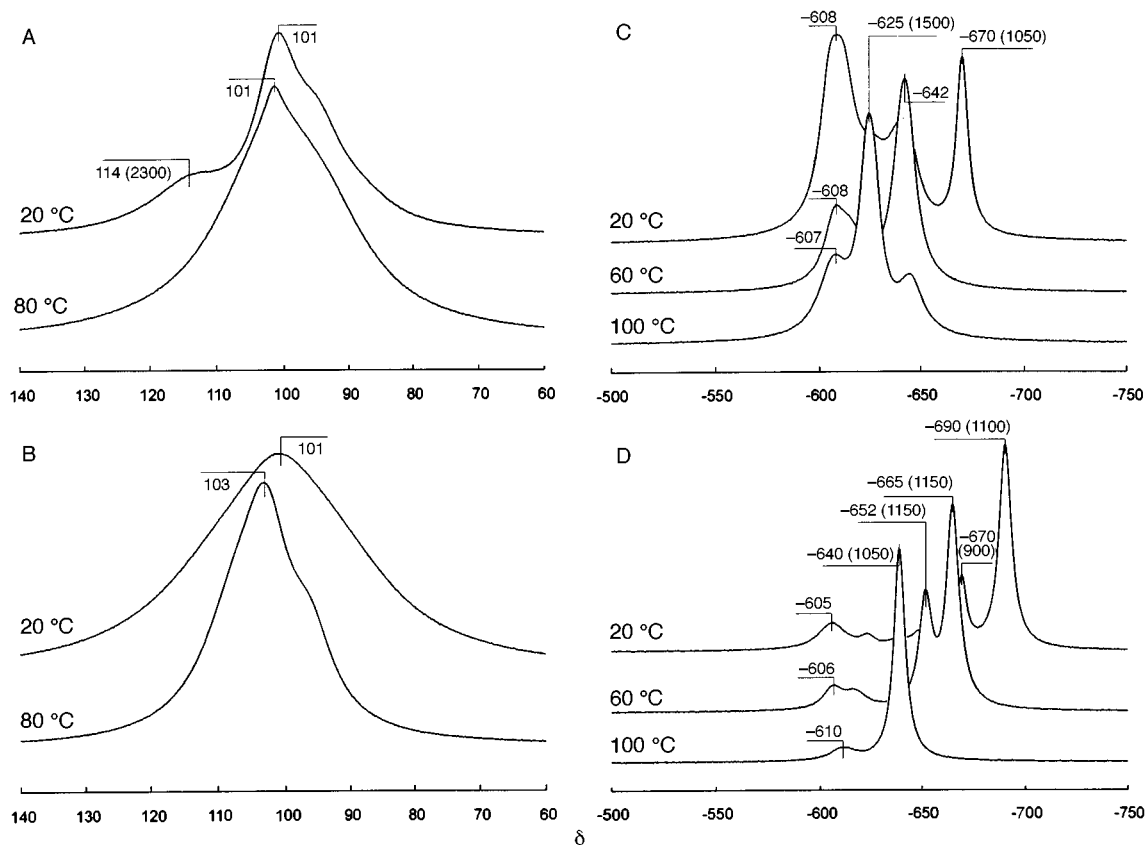 A
101
101
114 (2300)
20 °C
80 °C
140 130 120 110 100 90 80 70 60
B
101
103
20 °C
80 °C
140 130 120 110 100 90 80 70 60
C
−608
−625 (1500)
−670 (1050)
−642
−608
−607
20 °C
60 °C
100 °C
-500 -550 -600 -650 -700 -750
D
−690 (1100)
−665 (1150)
−652 (1150)
−670
(900)
−640 (1050)
−605
20 °C
−606
60 °C
−610
100 °C
-500 -550 -600 -650 -700 -750
δ